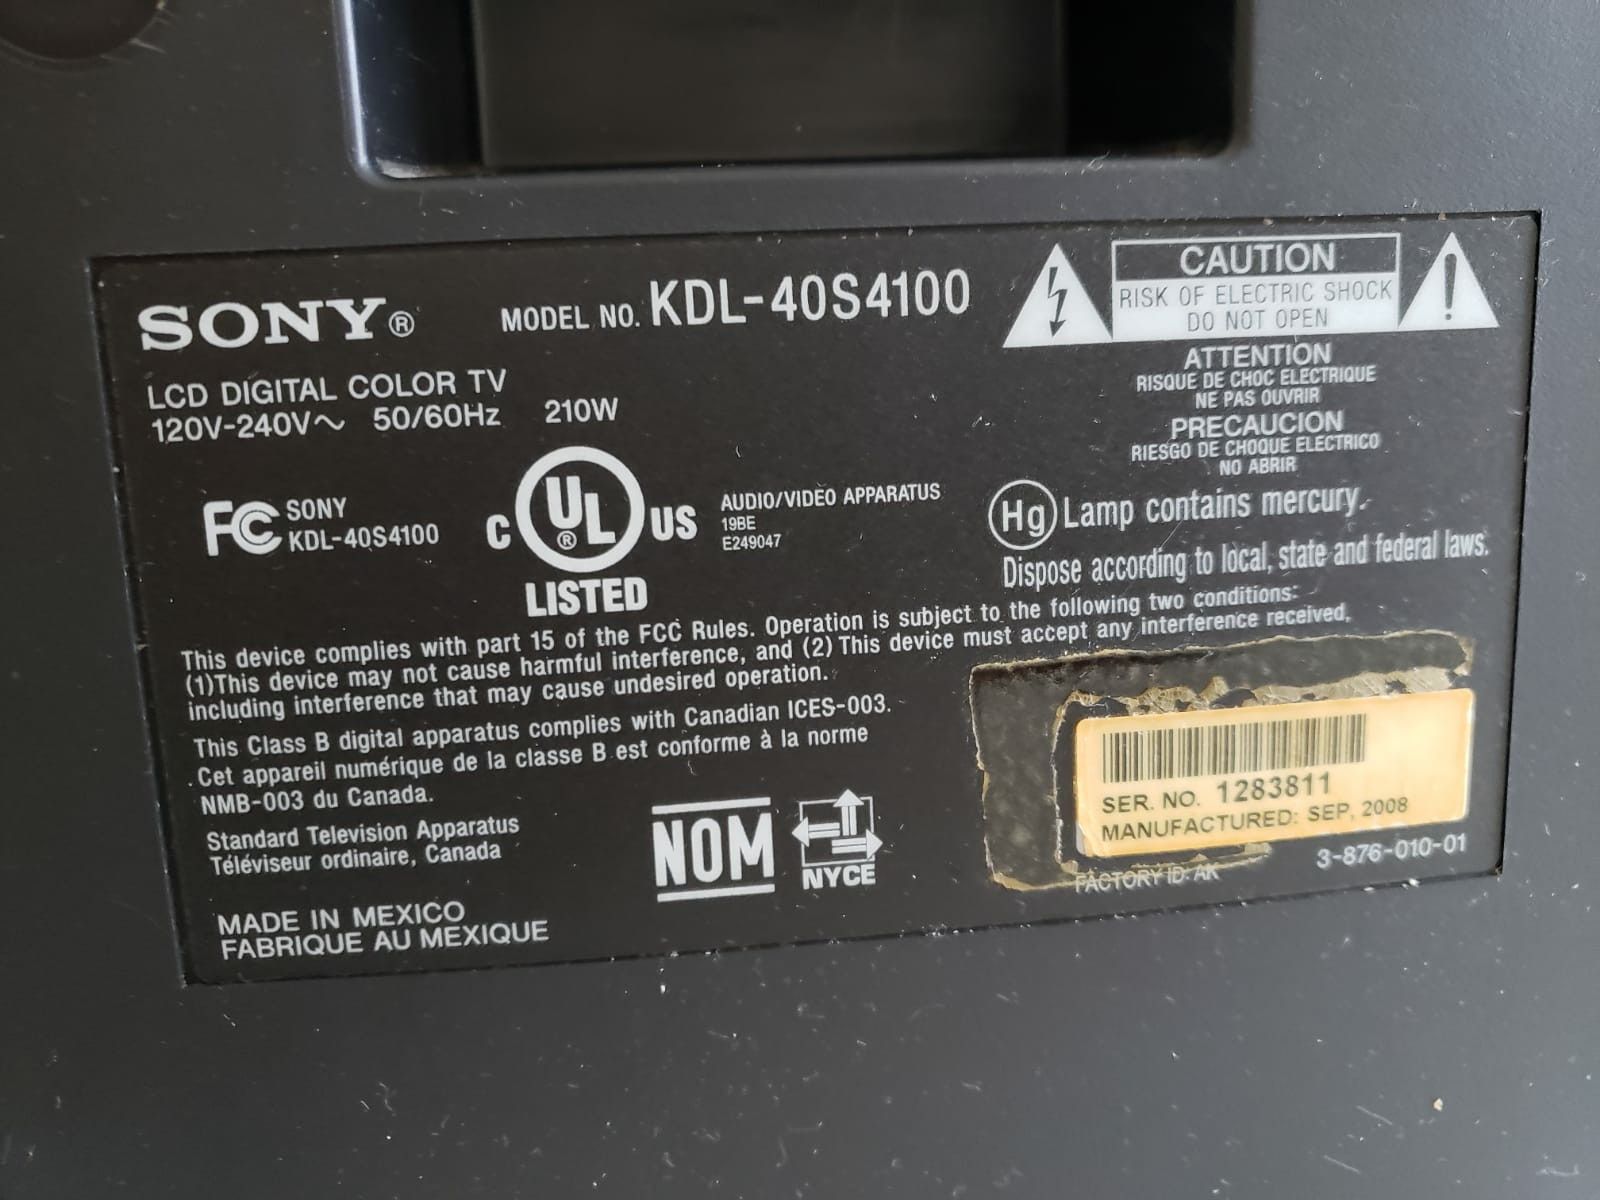 SONY® MODEL NO. KDL-40S4100
LCD DIGITAL COLOR TV
120V-240V~ 50/60Hz 210W
CAUTION
RISK OF ELECTRIC SHOCK
DO NOT OPEN
ATTENTION
RISQUE DE CHOC ELECTRIQUE
NE PAS OUVRIR
PRECAUCION
RIESGO DE CHOQUE ELECTRICO
NO ABRIR
FC SONY
KDL-40S4100
C UL® US
LISTED
AUDIO/VIDEO APPARATUS
19BE
E249047
Hg Lamp contains mercury.
Dispose according to local, state and federal laws.
This device complies with part 15 of the FCC Rules. Operation is subject to the following two conditions:
(1)This device may not cause harmful interference, and (2) This device must accept any interference received,
including interference that may cause undesired operation.
This Class B digital apparatus complies with Canadian ICES-003.
Cet appareil numérique de la classe B est conforme à la norme
NMB-003 du Canada.
Standard Television Apparatus
Téléviseur ordinaire, Canada
NOM
NYCE
MADE IN MEXICO
FABRIQUE AU MEXIQUE
SER. NO. 1283811
MANUFACTURED: SEP, 2008
3-876-010-01
FACTORY ID: AK